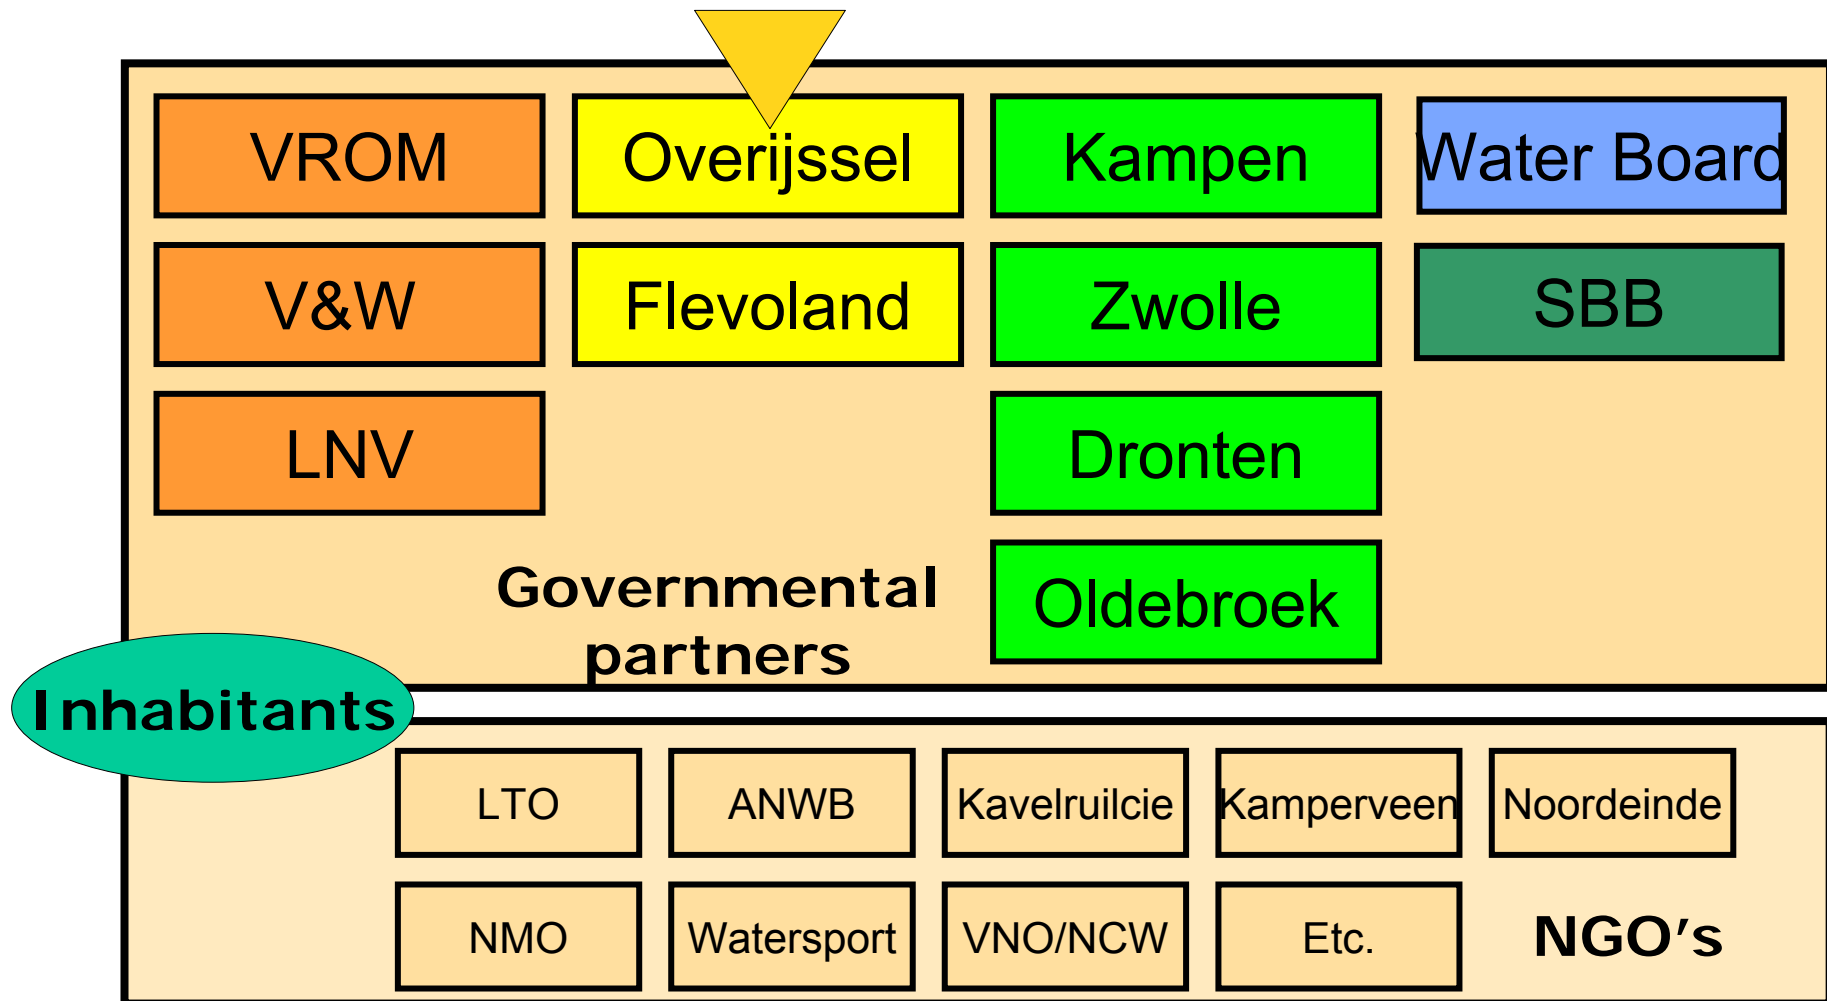 VROM
Overijssel
Kampen
Water Board
V&W
Flevoland
Zwolle
SBB
LNV
Dronten
Governmental
partners
Oldebroek
Inhabitants
LTO
ANWB
Kavelruilcie
Kamperveen
Noordeinde
NMO
Watersport
VNO/NCW
Etc.
NGO's